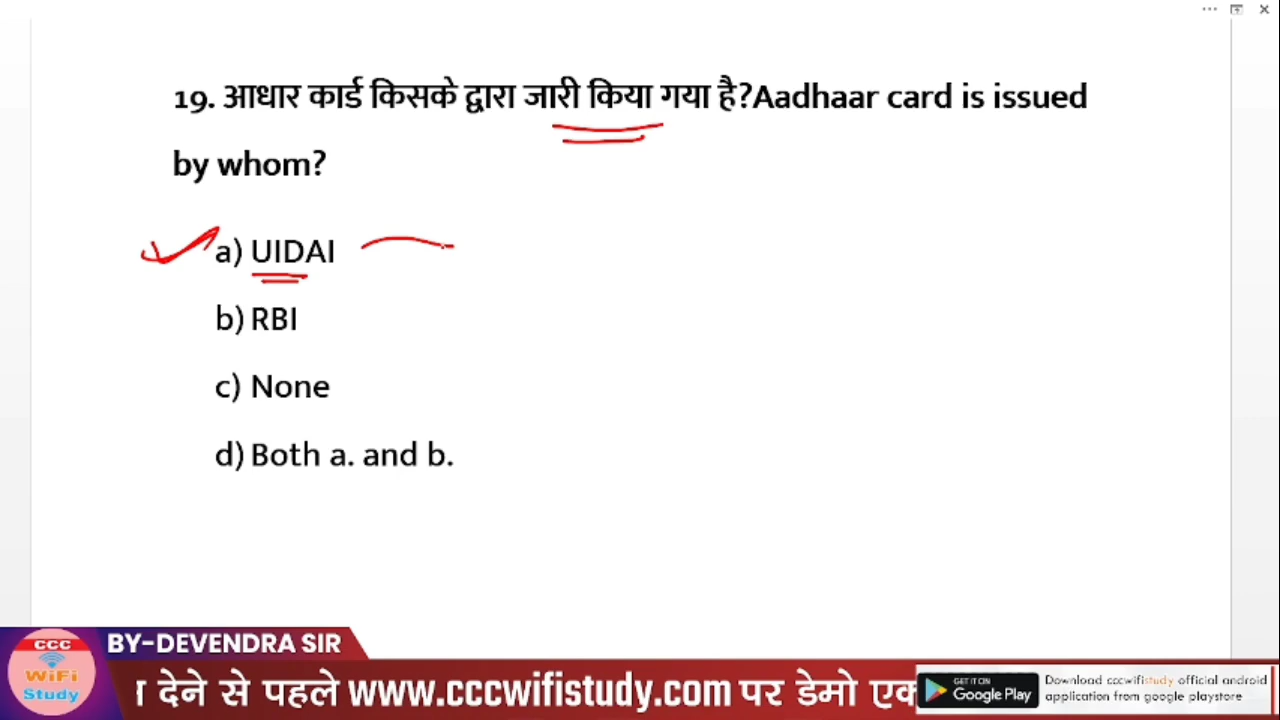 19. आधार कार्ड किसके द्वारा जारी किया गया है?Aadhaar card is issued
by whom?
a) UIDAI
b) RBI
c) None
d) Both a. and b.
BY-DEVENDRA SIR
CCC
WiFi
Study
देने से पहले www.cccwifistudy.com पर डेमो
GET IT ON
Google Play
Download cccwifistudy official android
application from google playstore